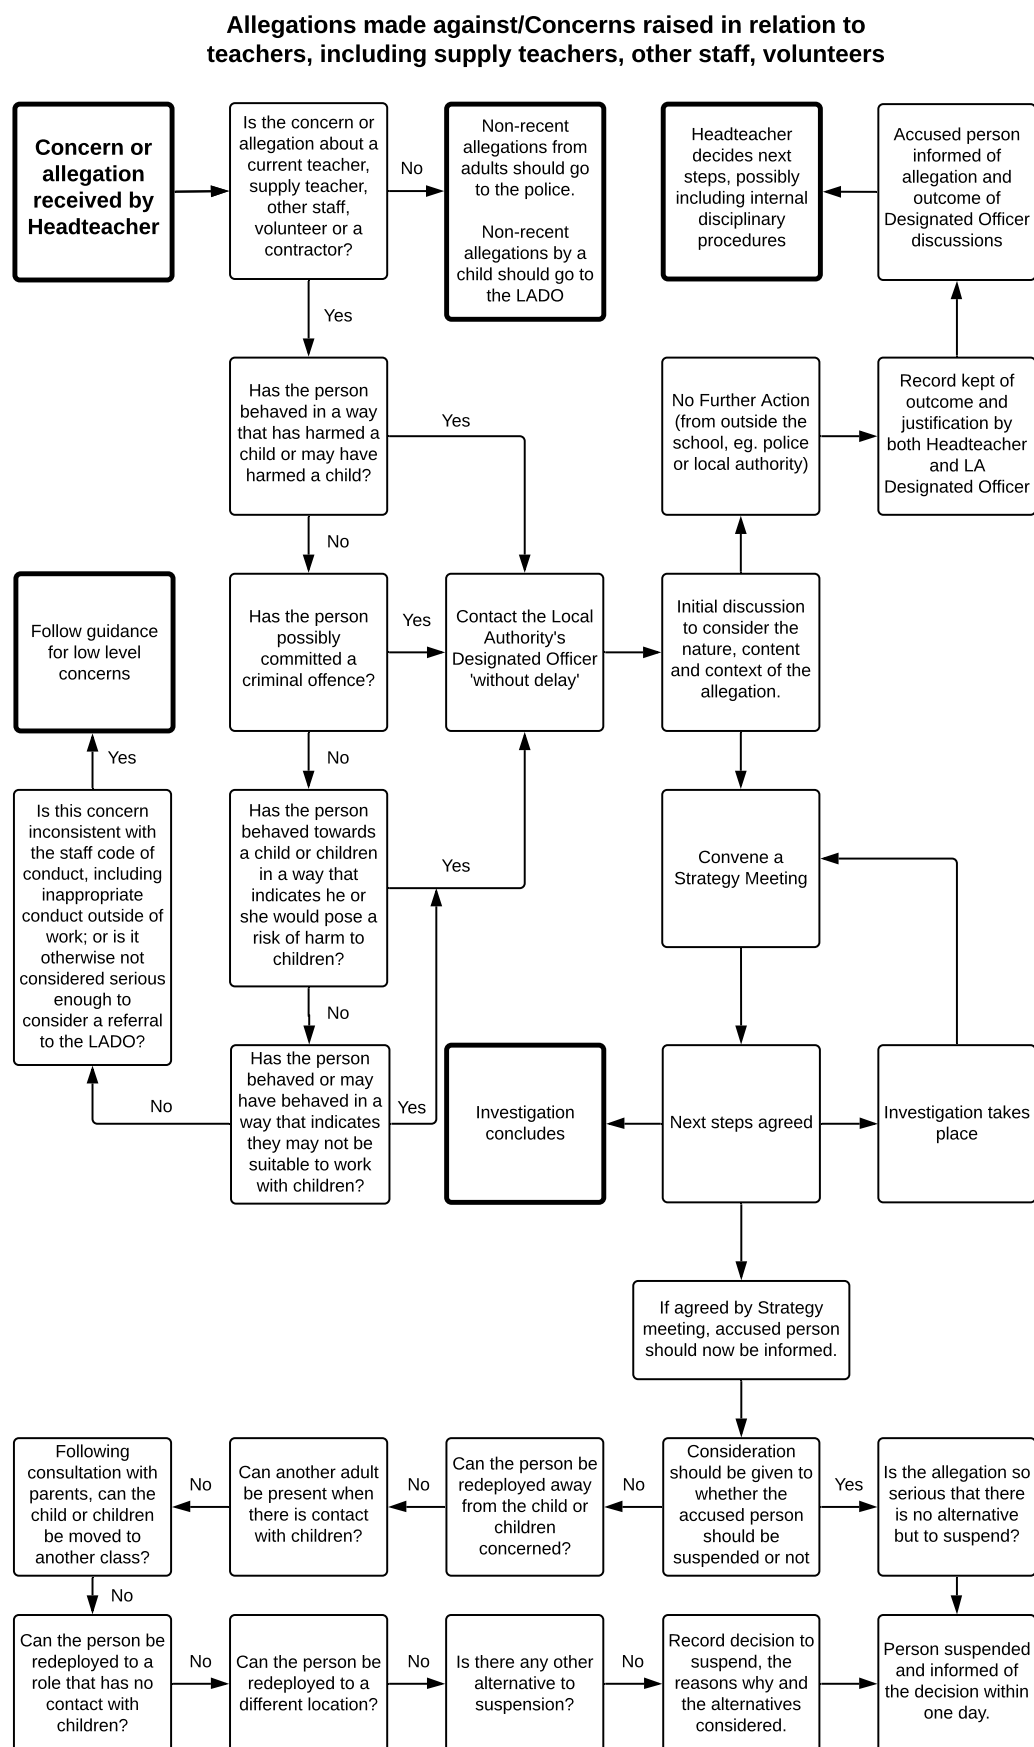 Allegations made against/Concerns raised in relation to
teachers, including supply teachers, other staff, volunteers
Concern or
allegation
received by
Headteacher
Is the concern or
allegation about a
current teacher,
supply teacher,
other staff,
volunteer or a
contractor?
No
Non-recent
allegations from
adults should go
to the police.
Non-recent
allegations by a
child should go to
the LADO
Headteacher
decides next
steps, possibly
including internal
disciplinary
procedures
Accused person
informed of
allegation and
outcome of
Designated Officer
discussions
Yes
Has the person
behaved in a way
that has harmed a
child or may have
harmed a child?
Yes
No Further Action
(from outside the
school, eg. police
or local authority)
Record kept of
outcome and
justification by
both Headteacher
and LA
Designated Officer
No
Follow guidance
for low level
concerns
Has the person
possibly
committed a
criminal offence?
Yes
Contact the Local
Authority's
Designated Officer
'without delay'
Initial discussion
to consider the
nature, content
and context of the
allegation.
Yes
No
Is this concern
inconsistent with
the staff code of
conduct, including
inappropriate
conduct outside of
work; or is it
otherwise not
considered serious
enough to
consider a referral
to the LADO?
Has the person
behaved towards
a child or children
in a way that
indicates he or
she would pose a
risk of harm to
children?
Yes
Convene a
Strategy Meeting
No
No
Has the person
behaved or may
have behaved in a
way that indicates
they may not be
suitable to work
with children?
Yes
Investigation
concludes
Next steps agreed
Investigation takes
place
If agreed by Strategy
meeting, accused person
should now be informed.
Following
consultation with
parents, can the
child or children
be moved to
another class?
No
Can another adult
be present when
there is contact
with children?
No
Can the person be
redeployed away
from the child or
children
concerned?
No
Consideration
should be given to
whether the
accused person
should be
suspended or not
Yes
Is the allegation so
serious that there
is no alternative
but to suspend?
No
Can the person be
redeployed to a
role that has no
contact with
children?
No
Can the person be
redeployed to a
different location?
No
Is there any other
alternative to
suspension?
No
Record decision to
suspend, the
reasons why and
the alternatives
considered.
Person suspended
and informed of
the decision within
one day.